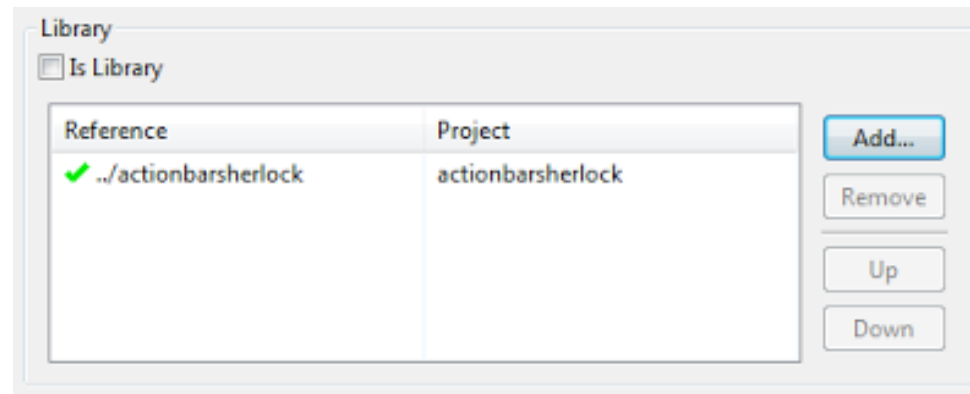 Library
Is Library
Reference Project
../actionbarsherlock actionbarsherlock
Add...
Remove
Up
Down